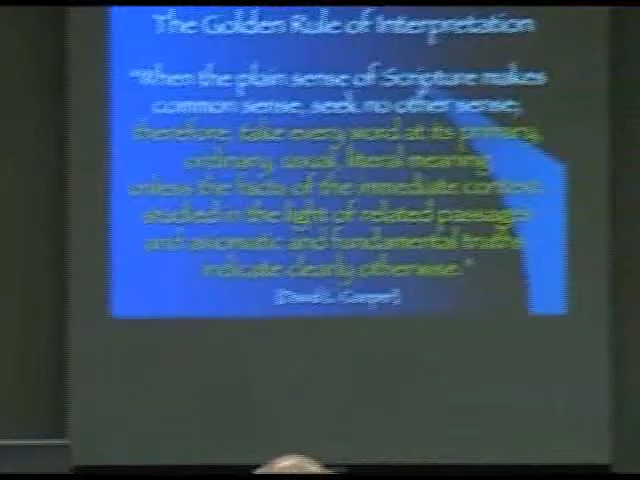 The Golden Rule of Interpretation
"When the plain sense of Scripture makes
common sense, seek no other sense;
therefore, take every word at its primary,
ordinary, usual, literal meaning
unless the facts of the immediate context,
studied in the light of related passages
and axiomatic and fundamental truths,
indicate clearly otherwise."
[David L. Cooper]